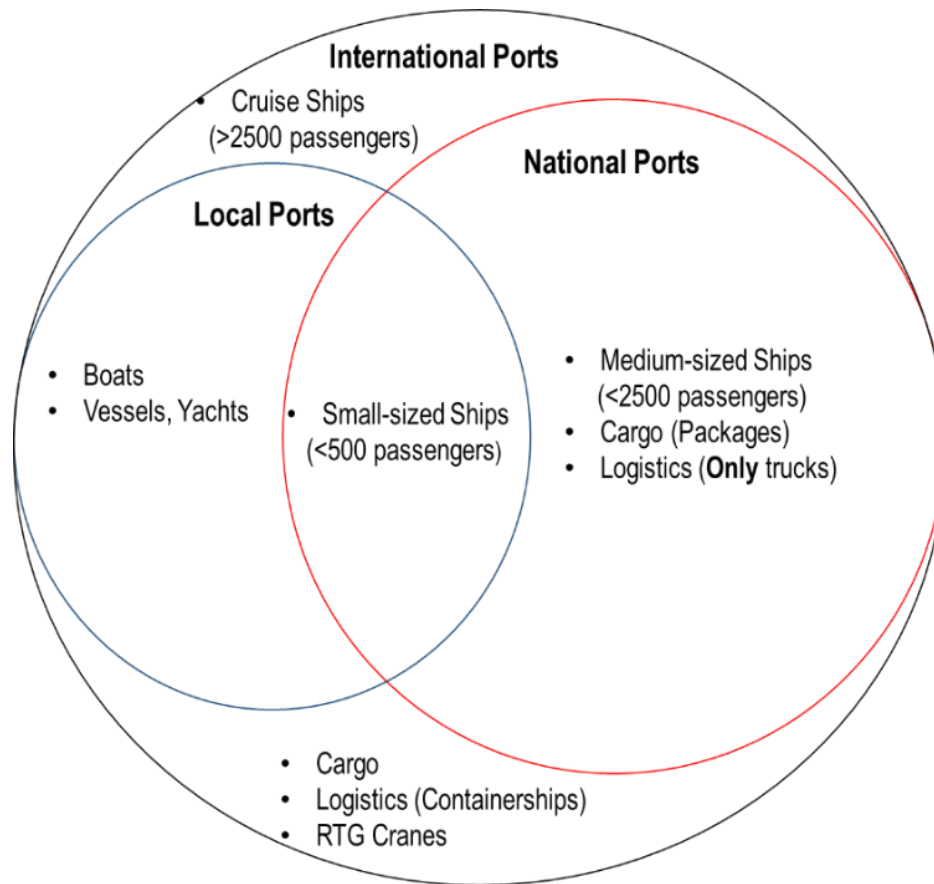 International Ports
• Cruise Ships
(>2500 passengers)
National Ports
Local Ports
• Boats
• Vessels, Yachts
• Small-sized Ships
(<500 passengers)
• Medium-sized Ships
(<2500 passengers)
• Cargo (Packages)
• Logistics (Only trucks)
• Cargo
• Logistics (Containerships)
• RTG Cranes